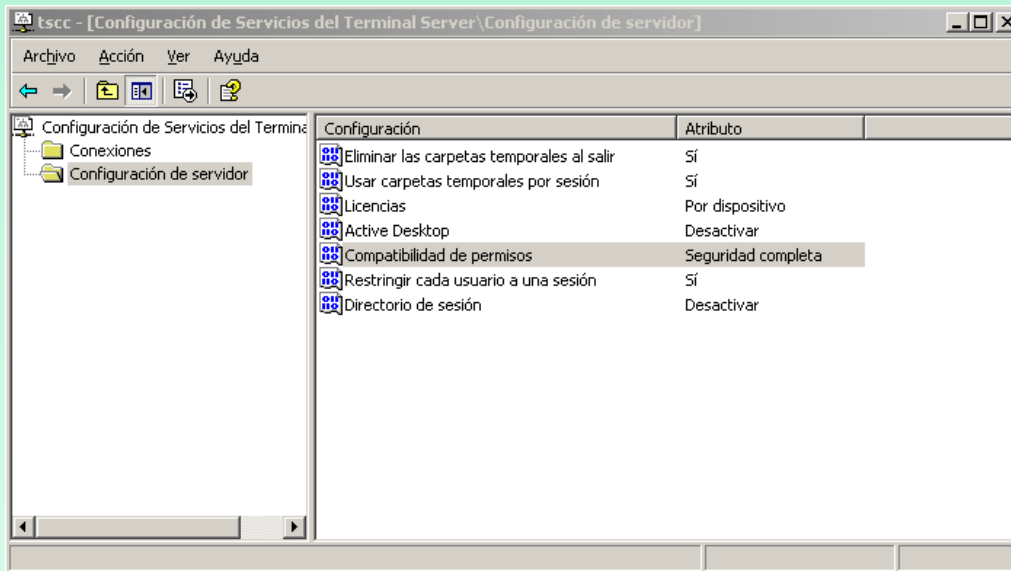 tscc - [Configuración de Servicios del Terminal Server\Configuración de servidor]
Archivo Acción Ver Ayuda
Configuración de Servicios del Termina
Conexiones
Configuración de servidor
Configuración Atributo
Eliminar las carpetas temporales al salir Sí
Usar carpetas temporales por sesión Sí
Licencias Por dispositivo
Active Desktop Desactivar
Compatibilidad de permisos Seguridad completa
Restringir cada usuario a una sesión Sí
Directorio de sesión Desactivar